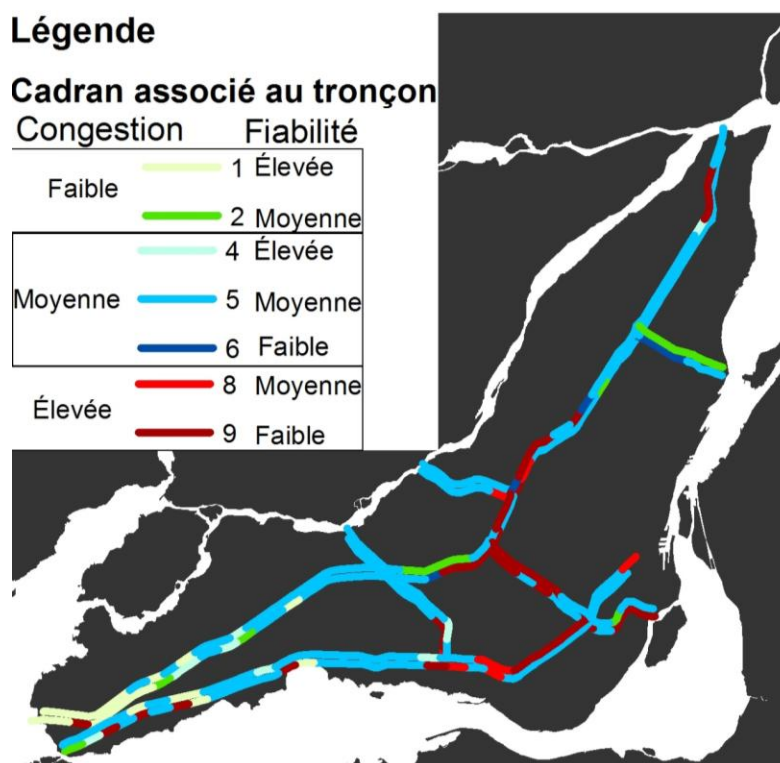 Légende
Cadran associé au tronçon
Congestion Fiabilité
Faible
1 Élevée
2 Moyenne
4 Élevée
Moyenne 5 Moyenne
6 Faible
Élevée
8 Moyenne
9 Faible